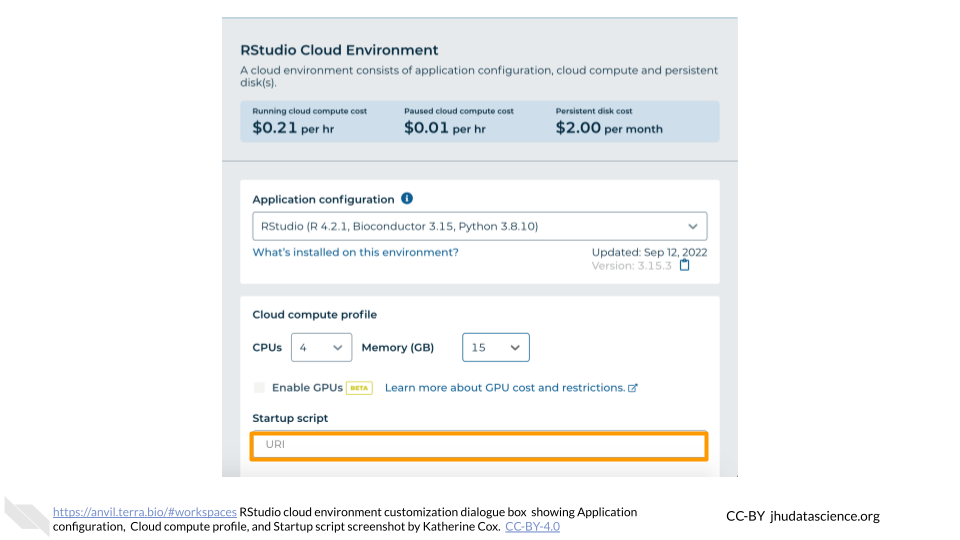 RStudio Cloud Environment
A cloud environment consists of application configuration, cloud compute and persistent
disk(s).
Running cloud compute cost Paused cloud compute cost Persistent disk cost
$0.21 per hr $0.01 per hr $2.00 per month
Application configuration
RStudio (R 4.2.1, Bioconductor 3.15, Python 3.8.10)
What's installed on this environment? Updated: Sep 12, 2022
Version: 3.15.3
Cloud compute profile
CPUs 4 Memory (GB) 15
Enable GPUs BETA Learn more about GPU cost and restrictions.
Startup script
URI
https://anvil.terra.bio/#workspaces RStudio cloud environment customization dialogue box showing Application
configuration, Cloud compute profile, and Startup script screenshot by Katherine Cox. CC-BY-4.0
CC-BY jhudatascience.org